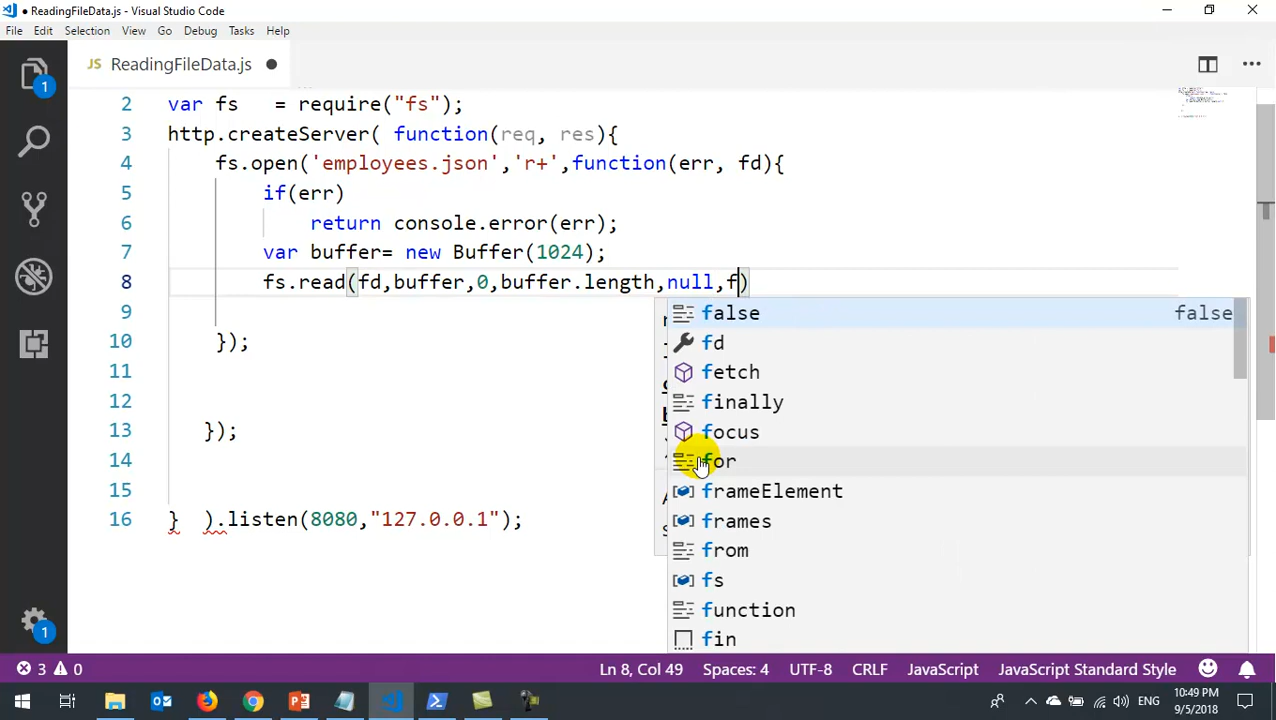 ● ReadingFileData.js - Visual Studio Code
File Edit Selection View Go Debug Tasks Help
JS ReadingFileData.js ●
2 var fs = require("fs");
3 http.createServer( function(req, res){
4 fs.open('employees.json','r+',function(err, fd){
5 if(err)
6 return console.error(err);
7 var buffer= new Buffer(1024);
8 fs.read(fd,buffer,0,buffer.length,null,f)
9
10 });
11
12
13 });
14
15
16 } ).listen(8080,"127.0.0.1");
false false
fd
fetch
finally
focus
for
frameElement
frames
from
fs
function
fin
1
1
3 0 Ln 8, Col 49 Spaces: 4 UTF-8 CRLF JavaScript JavaScript Standard Style
ENG 10:49 PM
9/5/2018